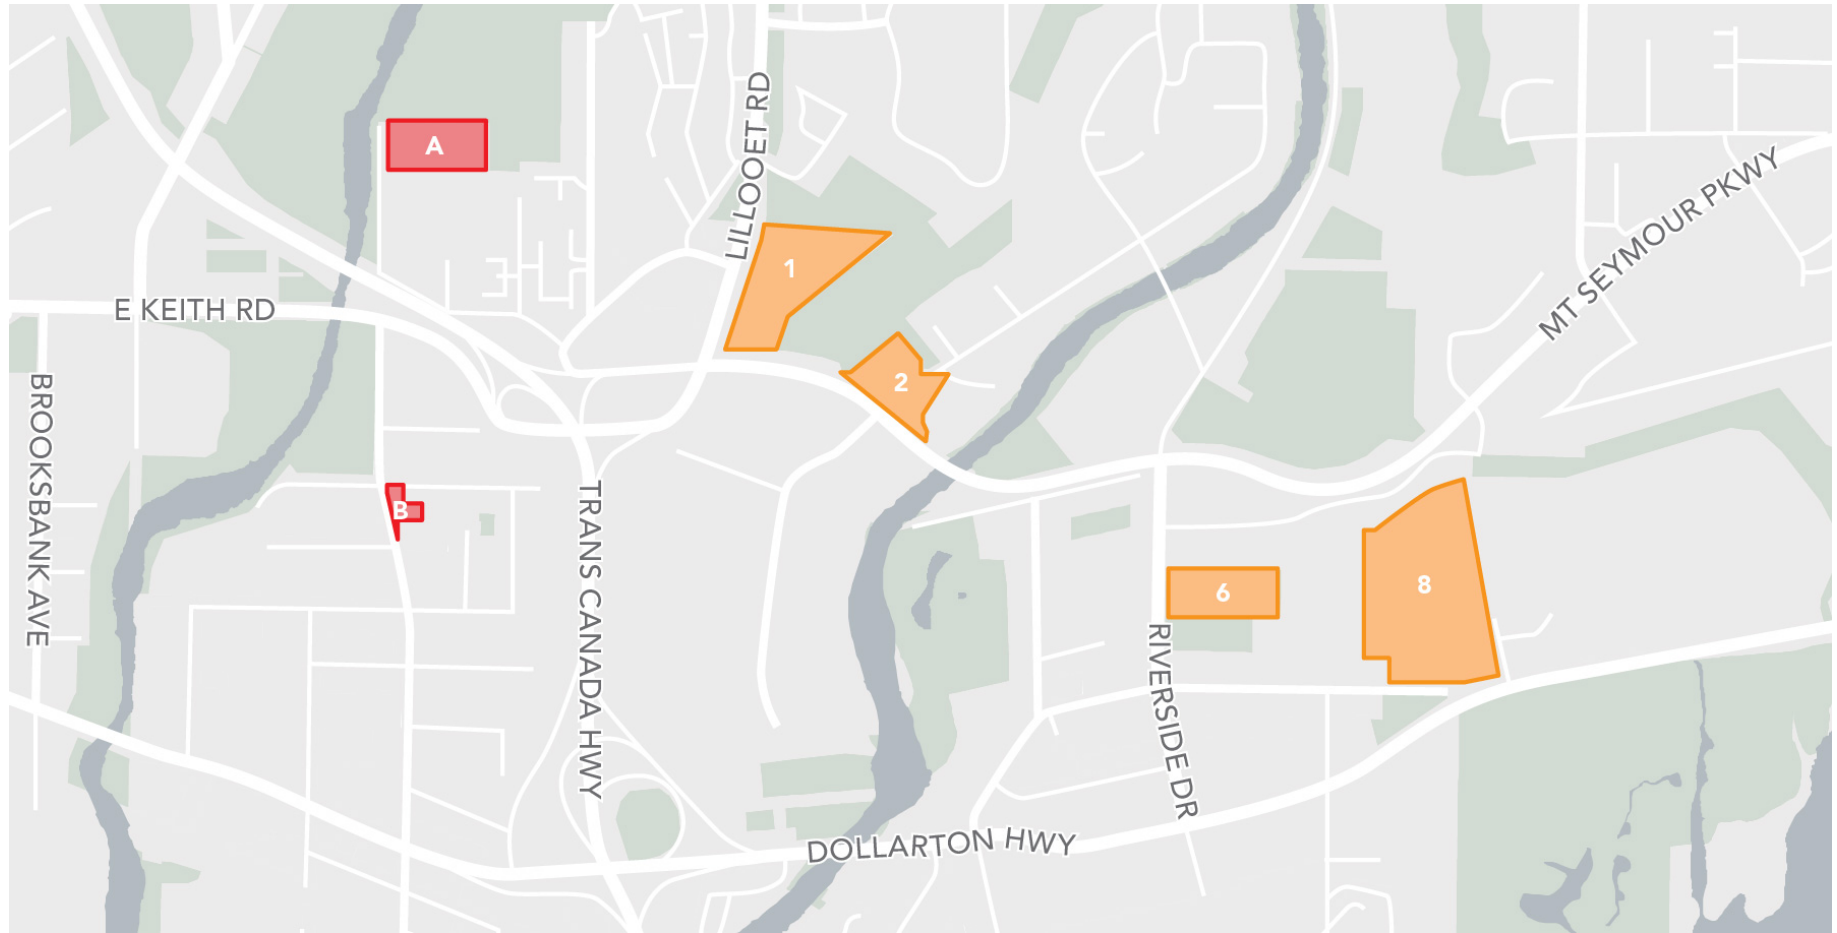 A
LILLOOET RD
MT SEYMOUR PKWY
1
E KEITH RD
2
BROOKSBANK AVE
B
TRANS CANADA HWY
8
6
RIVERSIDE DR
DOLLARTON HWY